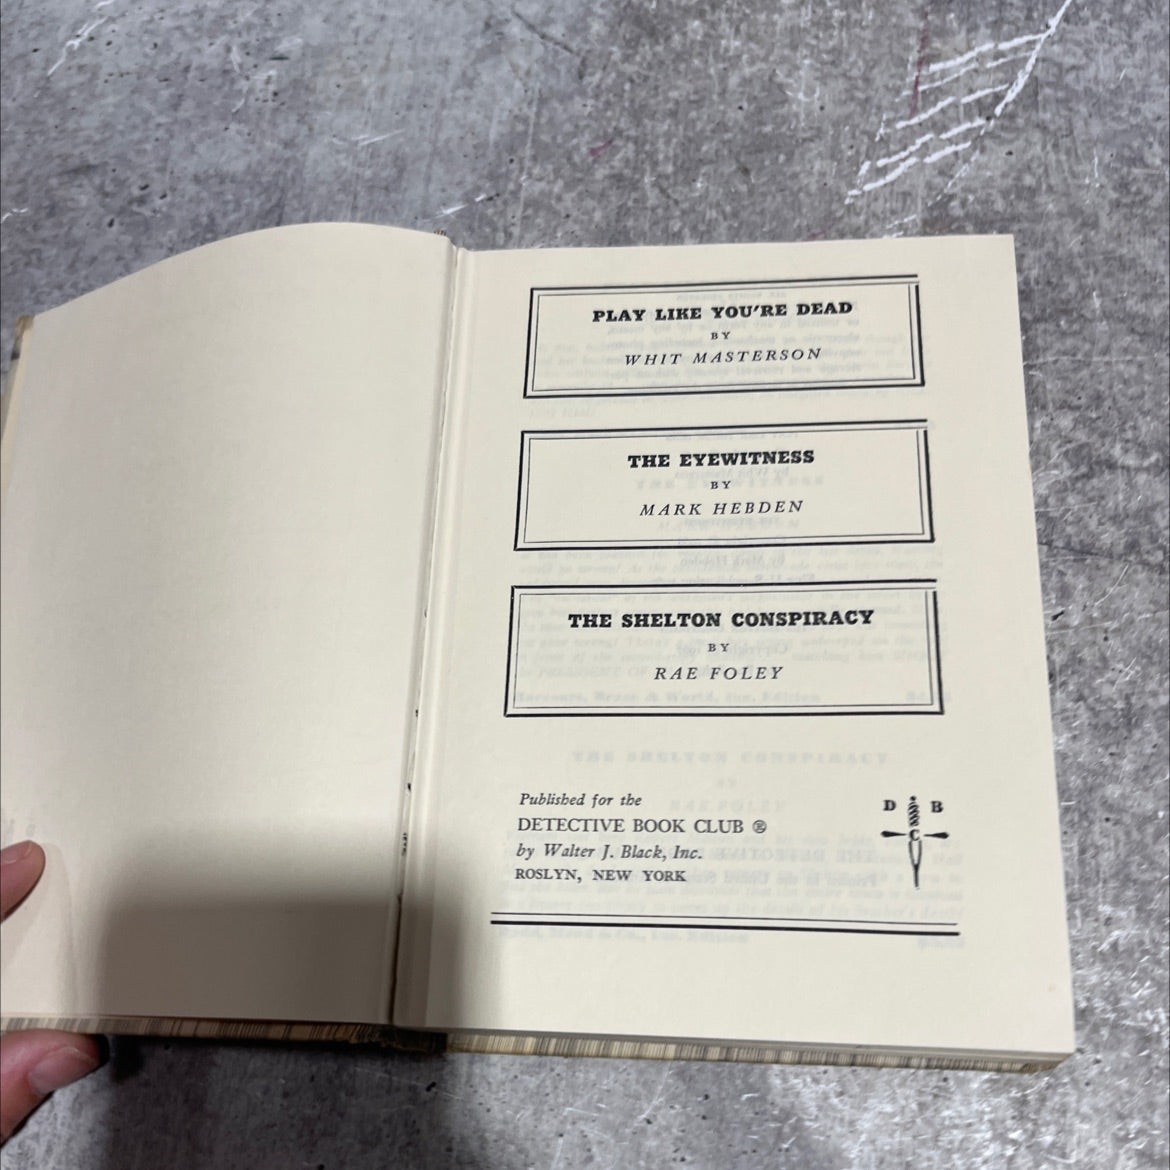 PLAY LIKE YOU'RE DEAD
BY
WHIT MASTERSON
THE EYEWITNESS
BY
MARK HEBDEN
THE SHELTON CONSPIRACY
BY
RAE FOLEY
Published for the
DETECTIVE BOOK CLUB ®
by Walter J. Black, Inc.
ROSLYN, NEW YORK
D B
C